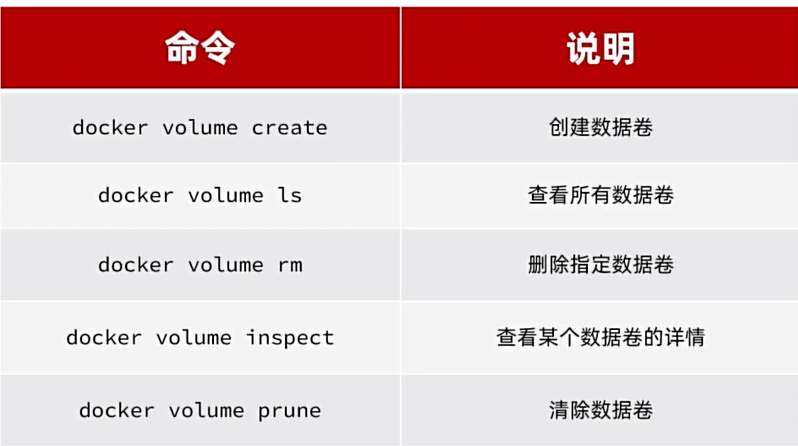 命令 说明
docker volume create 创建数据卷
docker volume ls 查看所有数据卷
docker volume rm 删除指定数据卷
docker volume inspect 查看某个数据卷的详情
docker volume prune 清除数据卷